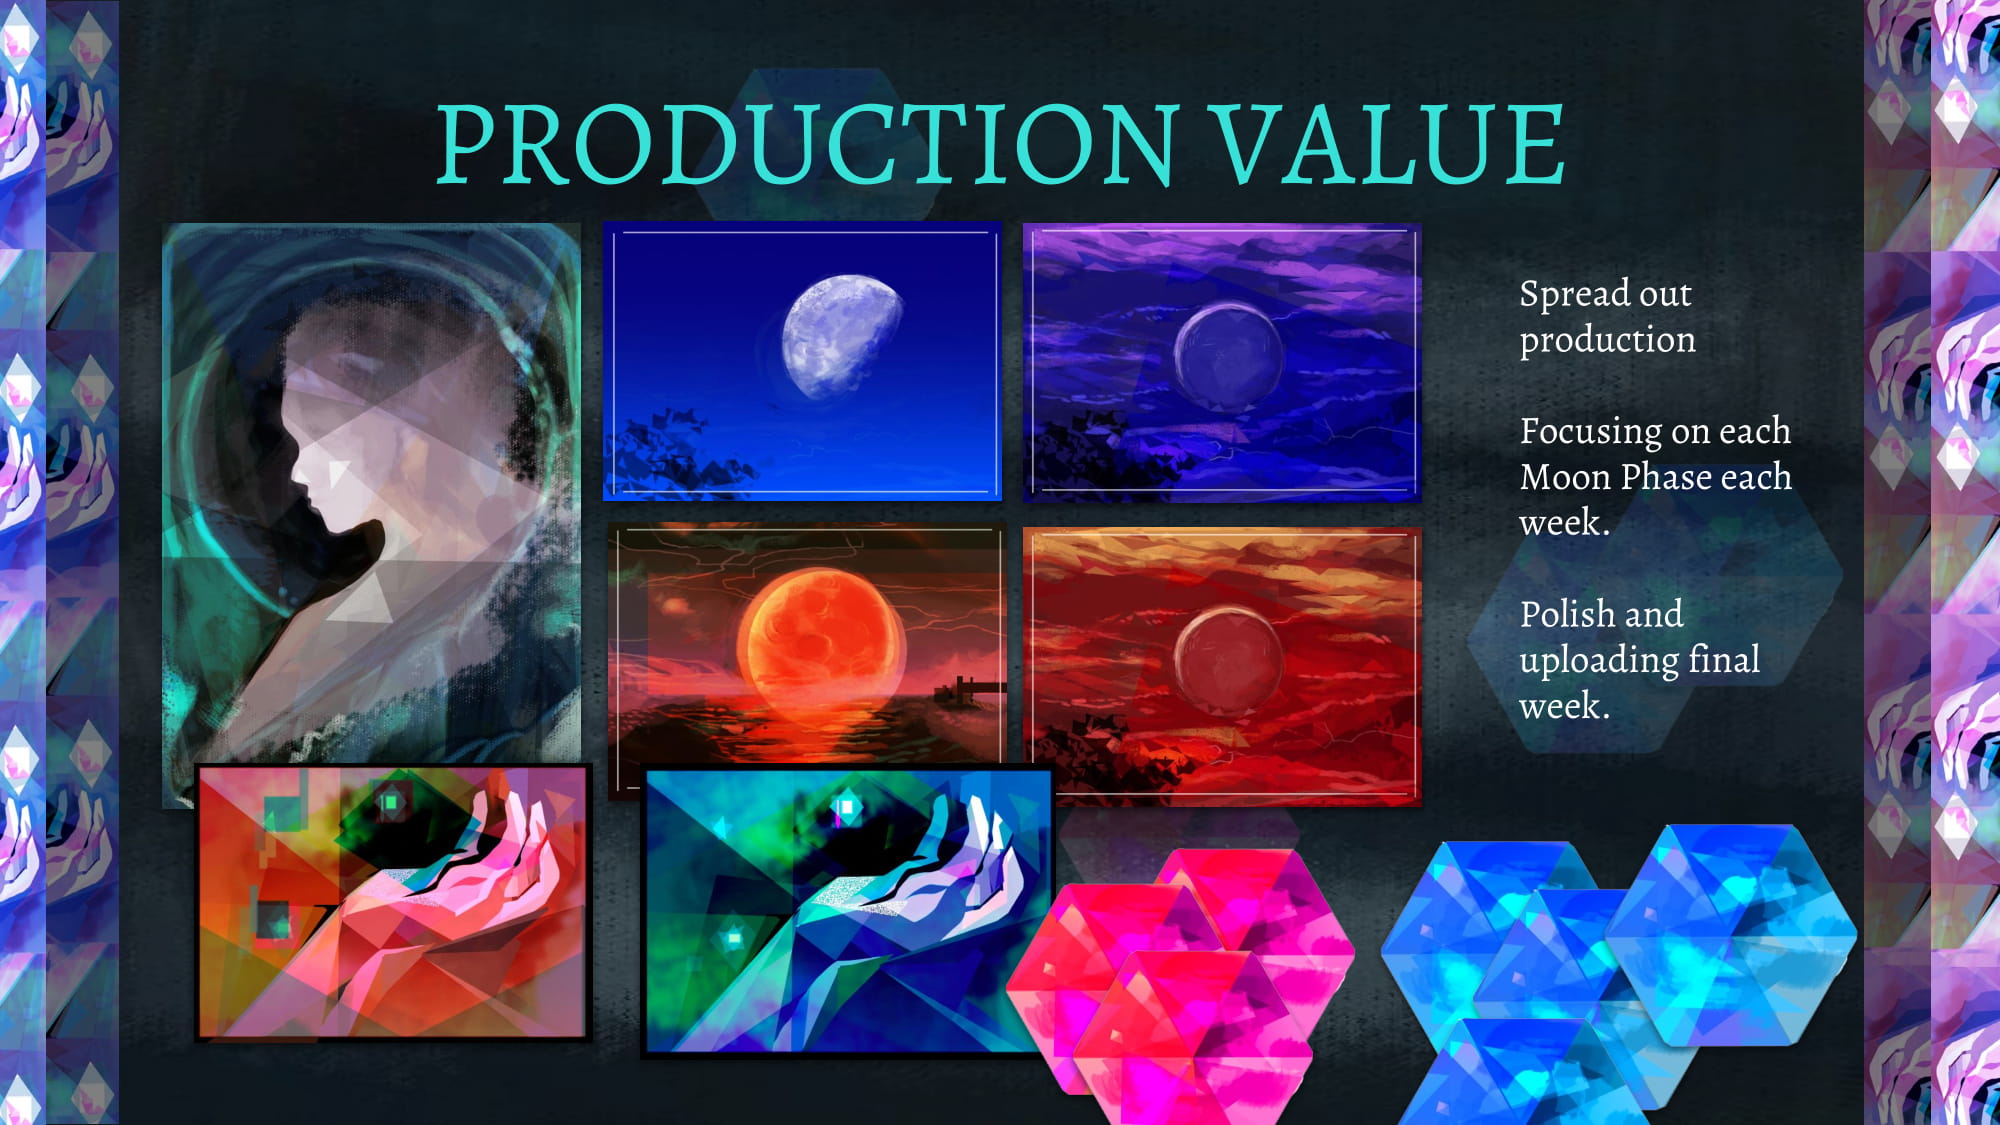 PRODUCTION VALUE
Spread out
production
Focusing on each
Moon Phase each
week.
Polish and
uploading final
week.